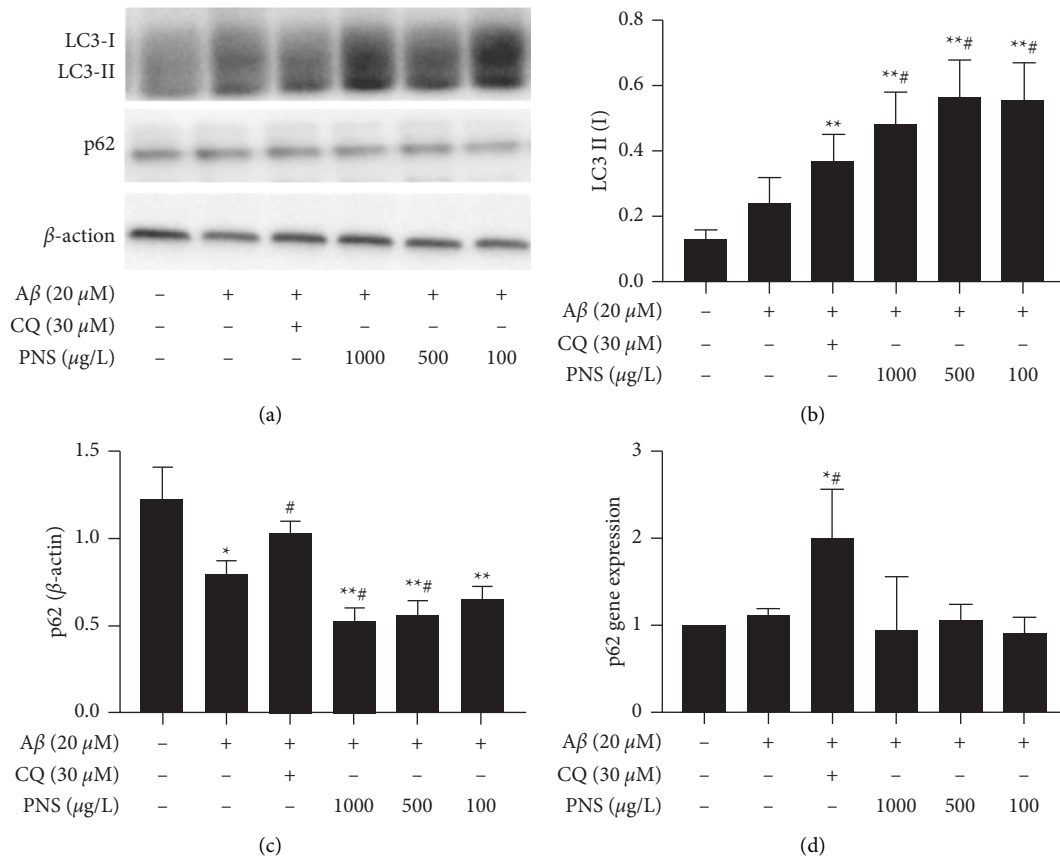 LC3-I
LC3-II
p62
β-action
Aβ (20 μM) – + + + + +
CQ (30 μM) – – + – – –
PNS (μg/L) – – – 1000 500 100
(a)
LC3 II (I)
0.8
0.6
0.4
0.2
0.0
** **# **# **#
Aβ (20 μM) – + + + + +
CQ (30 μM) – – + – – –
PNS (μg/L) – – – 1000 500 100
(b)
p62 (β-actin)
1.5
1.0
0.5
0.0
* # **# **# **
Aβ (20 μM) – + + + + +
CQ (30 μM) – – + – – –
PNS (μg/L) – – – 1000 500 100
(c)
p62 gene expression
3
2
1
0
*#
Aβ (20 μM) – + + + + +
CQ (30 μM) – – + – – –
PNS (μg/L) – – – 1000 500 100
(d)